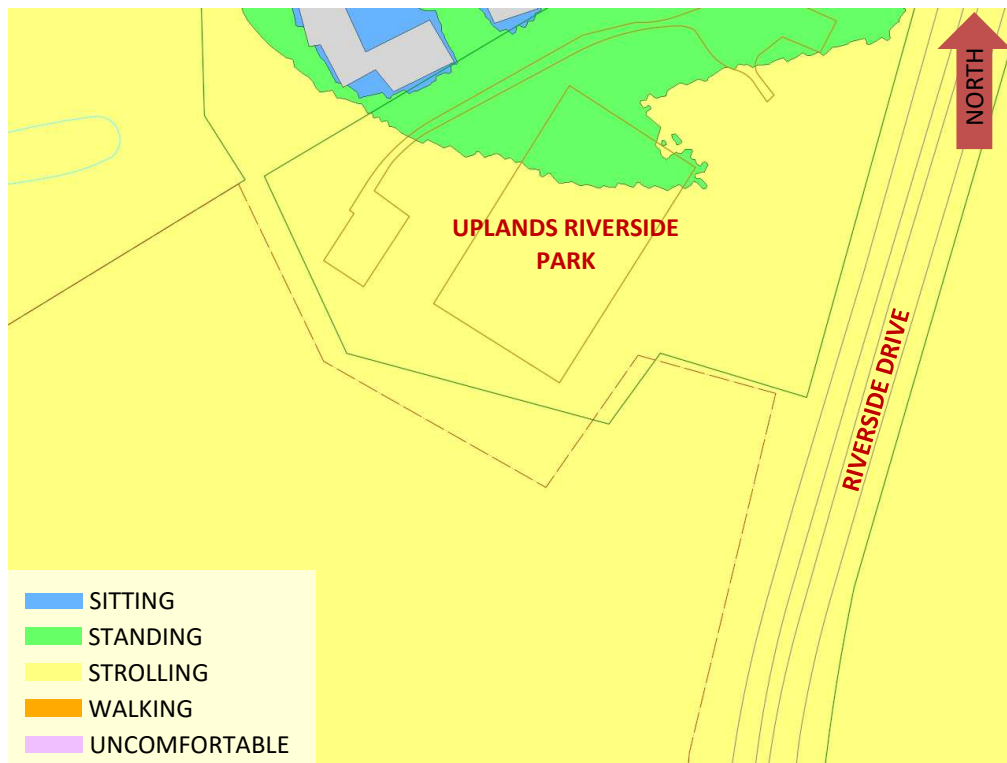 NORTH
UPLANDS RIVERSIDE
PARK
RIVERSIDE DRIVE
SITTING
STANDING
STROLLING
WALKING
UNCOMFORTABLE